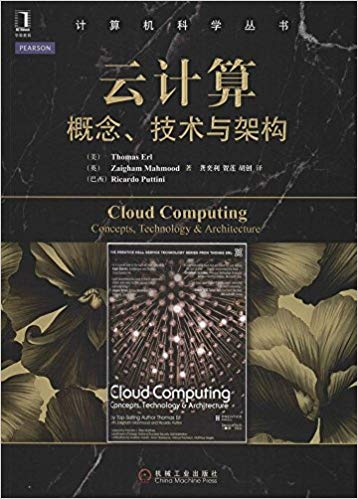 计算机科学丛书
华章教育
PEARSON
云计算
概念、技术与架构
（美） Thomas Erl
（英） Zaigham Mahmood 著 龚奕利 贺莲 胡创 译
（巴西）Ricardo Puttini
Cloud Computing
Concepts, Technology & Architecture
THE PRENTICE HALL SERVICE TECHNOLOGY SERIES FROM THOMAS ERL
Cloud Computing
Concepts, Technology & Architecture
by Top-Selling Author Thomas Erl
with Zaigham Mahmood and Ricardo Puttini
机械工业出版社
China Machine Press